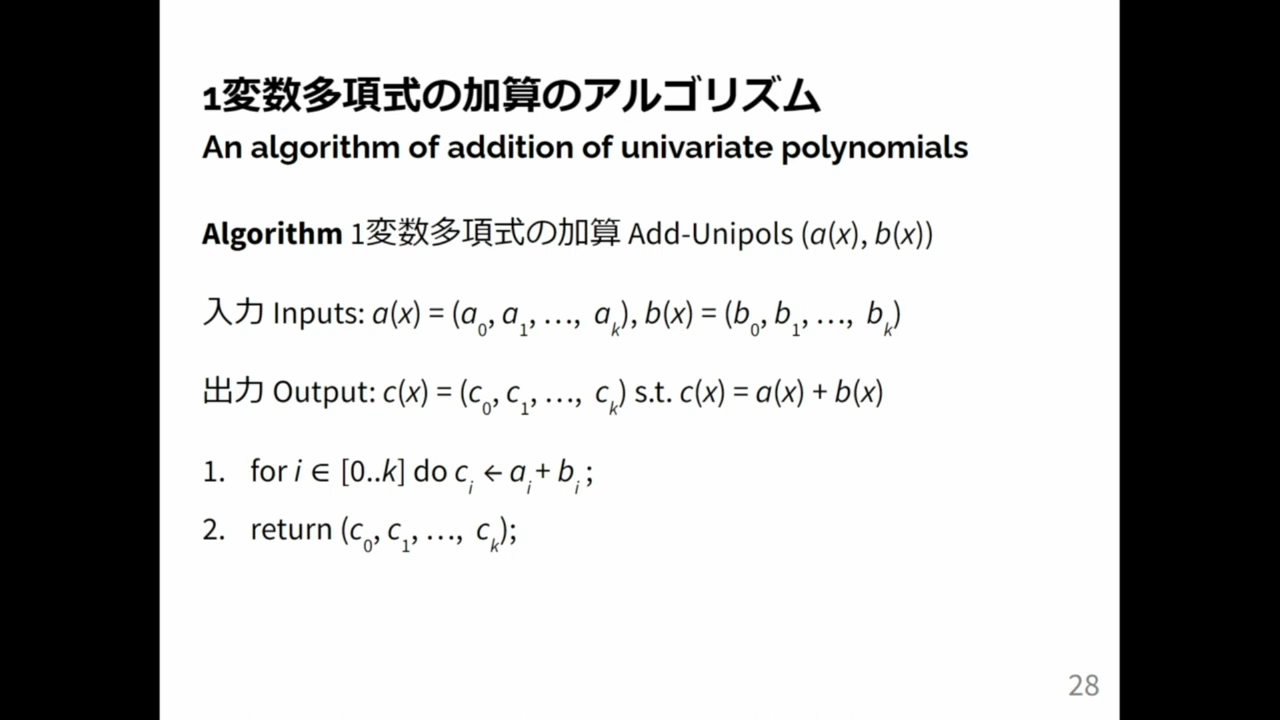 1変数多項式の加算のアルゴリズム
An algorithm of addition of univariate polynomials
Algorithm 1変数多項式の加算 Add-Unipols (a(x), b(x))
入力 Inputs: a(x) = (a₀, a₁, …, aₖ), b(x) = (b₀, b₁, …, bₖ)
出力 Output: c(x) = (c₀, c₁, …, cₖ) s.t. c(x) = a(x) + b(x)
1. for i ∈ [0..k] do cᵢ ← aᵢ + bᵢ ;
2. return (c₀, c₁, …, cₖ);
28